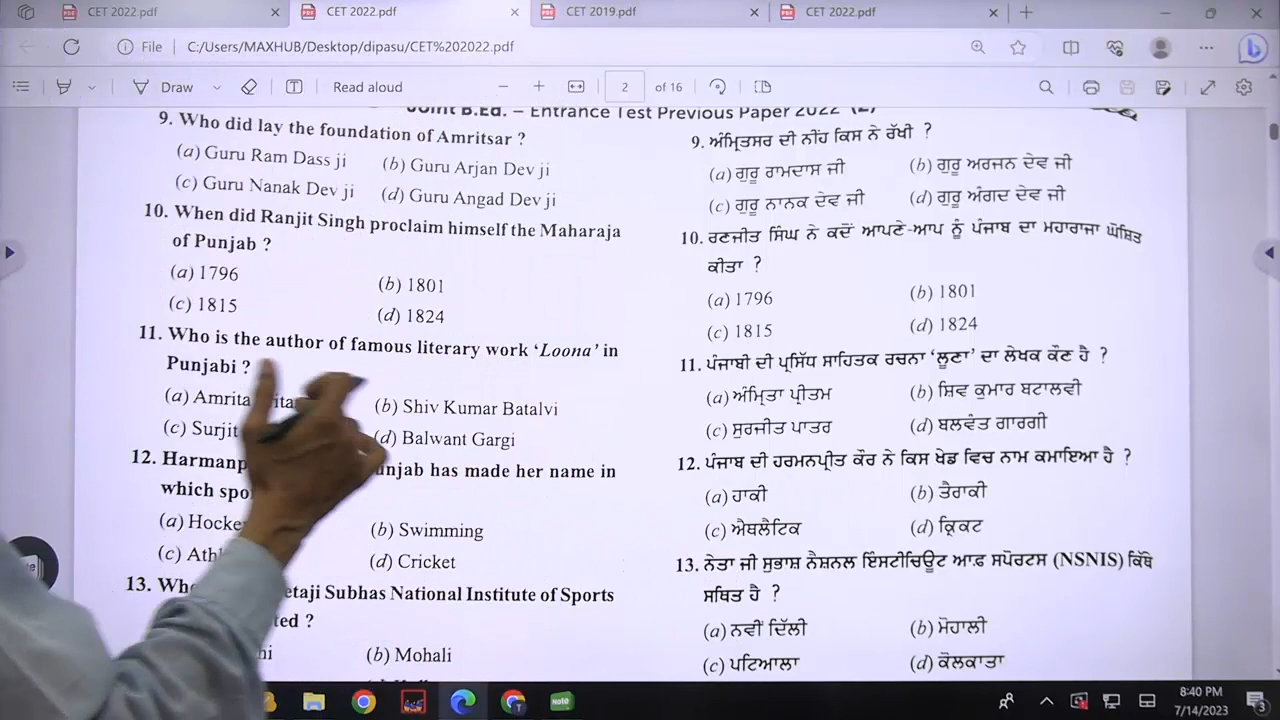 CET 2022.pdf
CET 2022.pdf
CET 2019.pdf
CET 2022.pdf
File C:/Users/MAXHUB/Desktop/dipasu/CET%202022.pdf
Draw Read aloud 2 of 16
Joint B.Ed. – Entrance Test Previous Paper 2022
9. Who did lay the foundation of Amritsar ?
(a) Guru Ram Dass ji (b) Guru Arjan Dev ji
(c) Guru Nanak Dev ji (d) Guru Angad Dev ji
10. When did Ranjit Singh proclaim himself the Maharaja
of Punjab ?
(a) 1796 (b) 1801
(c) 1815 (d) 1824
11. Who is the author of famous literary work ‘Loona’ in
Punjabi ?
(a) Amrita (b) Shiv Kumar Batalvi
(c) Surjit (d) Balwant Gargi
12. has made her name in
which
(a) (b) Swimming
(c) (d) Cricket
13. Subhas National Institute of Sports
?
(b) Mohali
9. ਅੰਮ੍ਰਿਤਸਰ ਦੀ ਨੀਂਹ ਕਿਸ ਨੇ ਰੱਖੀ ?
(a) ਗੁਰੂ ਰਾਮਦਾਸ ਜੀ (b) ਗੁਰੂ ਅਰਜਨ ਦੇਵ ਜੀ
(c) ਗੁਰੂ ਨਾਨਕ ਦੇਵ ਜੀ (d) ਗੁਰੂ ਅੰਗਦ ਦੇਵ ਜੀ
10. ਰਣਜੀਤ ਸਿੰਘ ਨੇ ਕਦੋਂ ਆਪਣੇ-ਆਪ ਨੂੰ ਪੰਜਾਬ ਦਾ ਮਹਾਰਾਜਾ ਘੋਸ਼ਿਤ
ਕੀਤਾ ?
(a) 1796 (b) 1801
(c) 1815 (d) 1824
11. ਪੰਜਾਬੀ ਦੀ ਪ੍ਰਸਿੱਧ ਸਾਹਿਤਕ ਰਚਨਾ ‘ਲੂਣਾ’ ਦਾ ਲੇਖਕ ਕੌਣ ਹੈ ?
(a) ਅੰਮ੍ਰਿਤਾ ਪ੍ਰੀਤਮ (b) ਸ਼ਿਵ ਕੁਮਾਰ ਬਟਾਲਵੀ
(c) ਸੁਰਜੀਤ ਪਾਤਰ (d) ਬਲਵੰਤ ਗਾਰਗੀ
12. ਪੰਜਾਬ ਦੀ ਹਰਮਨਪ੍ਰੀਤ ਕੌਰ ਨੇ ਕਿਸ ਖੇਡ ਵਿਚ ਨਾਮ ਕਮਾਇਆ ਹੈ ?
(a) ਹਾਕੀ (b) ਤੈਰਾਕੀ
(c) ਐਥਲੈਟਿਕ (d) ਕ੍ਰਿਕਟ
13. ਨੇਤਾ ਜੀ ਸੁਭਾਸ਼ ਨੈਸ਼ਨਲ ਇੰਸਟੀਚਿਊਟ ਆਫ਼ ਸਪੋਰਟਸ (NSNIS) ਕਿੱਥੇ
ਸਥਿਤ ਹੈ ?
(a) ਨਵੀਂ ਦਿੱਲੀ (b) ਮੋਹਾਲੀ
(c) ਪਟਿਆਲਾ (d) ਕੋਲਕਾਤਾ
Note
8:40 PM
7/14/2023
3